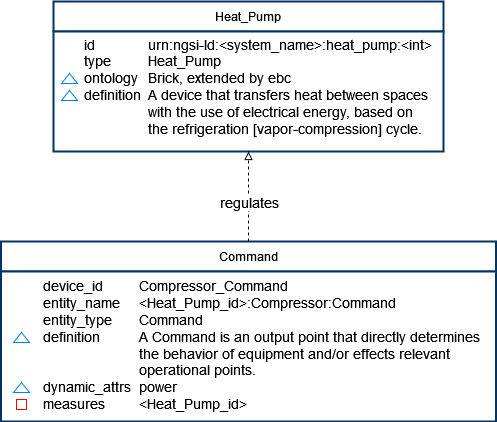 Heat_Pump
id urn:ngsi-ld:<system_name>:heat_pump:<int>
type Heat_Pump
ontology Brick, extended by ebc
definition A device that transfers heat between spaces
with the use of electrical energy, based on
the refrigeration [vapor-compression] cycle.
regulates
Command
device_id Compressor_Command
entity_name <Heat_Pump_id>:Compressor:Command
entity_type Command
definition A Command is an output point that directly determines
the behavior of equipment and/or effects relevant
operational points.
dynamic_attrs power
measures <Heat_Pump_id>